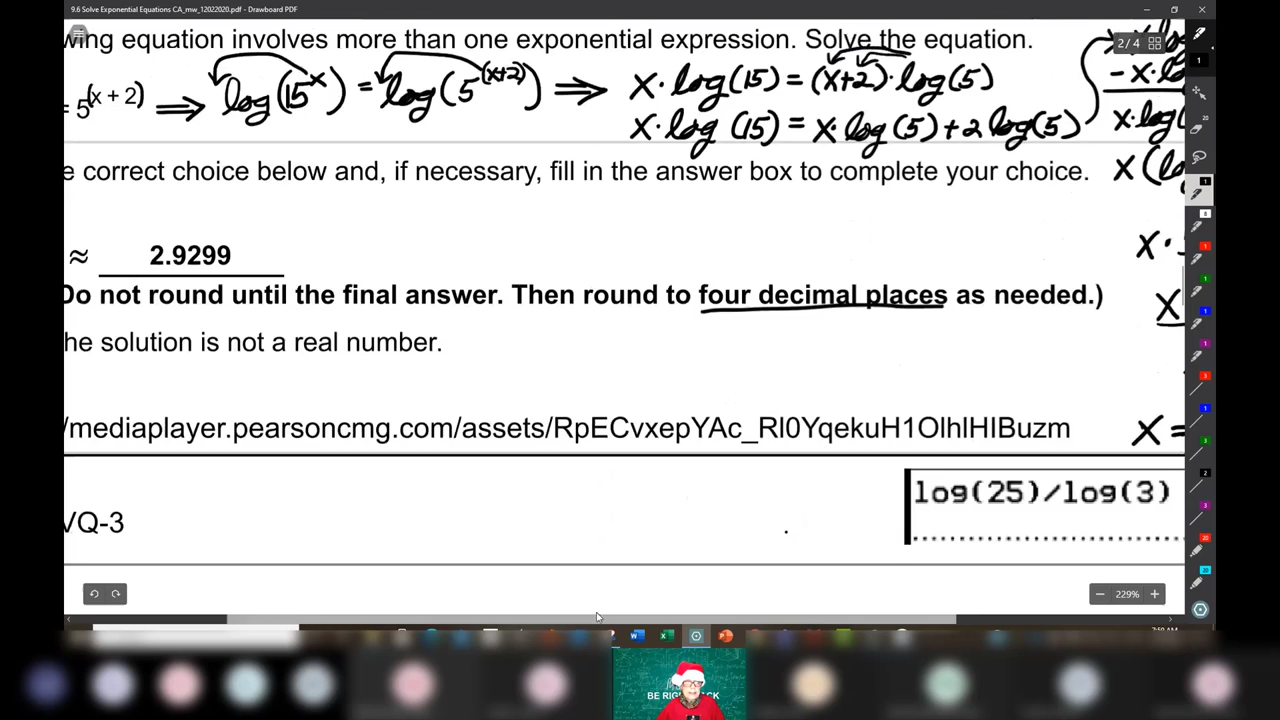 9.6 Solve Exponential Equations CA_mw_12022020.pdf - Drawboard PDF
wing equation involves more than one exponential expression. Solve the equation.
2/4
= 5^(x + 2) ⟹ log(15^x) = log(5^(x+2)) ⟹ x·log(15) = (x+2)·log(5)
- x·
x·log(15) = x·log(5)+2log(5)
x·log(
e correct choice below and, if necessary, fill in the answer box to complete your choice.
x(lo
≈ 2.9299
x·
Do not round until the final answer. Then round to four decimal places as needed.)
x
he solution is not a real number.
/mediaplayer.pearsoncmg.com/assets/RpECvxepYAc_Rl0YqekuH1OlhlHIBuzm
x =
log(25)/log(3)
VQ-3
229%
BE RIGHT BACK